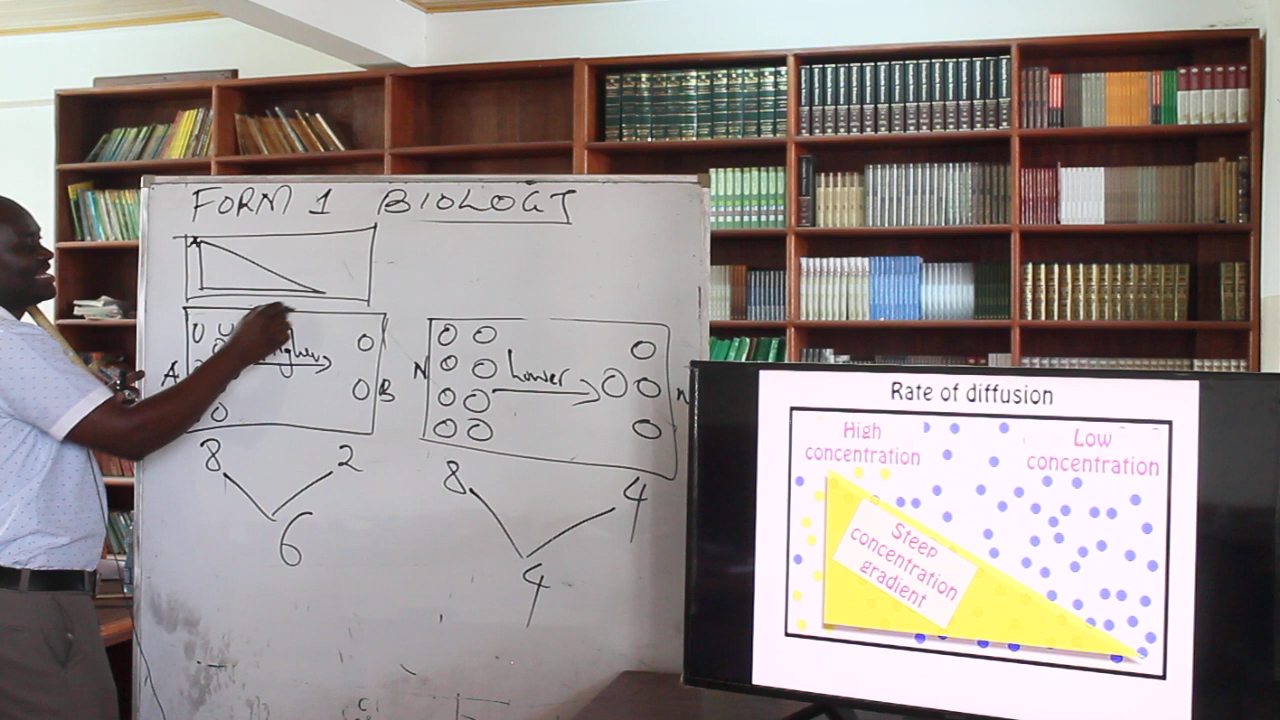 FORM 1 BIOLOGY
A
B
N
Lower
8
2
6
8
4
4
Rate of diffusion
High
concentration
Low
concentration
Steep
concentration
gradient